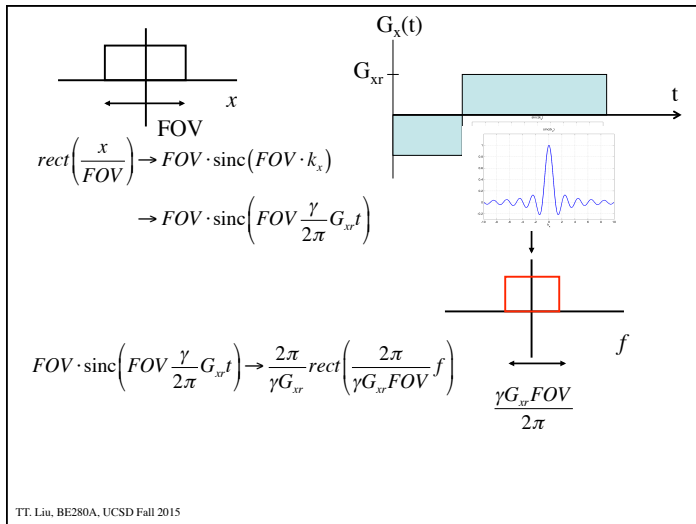 G_x(t)
G_xr
t
x
FOV
rect(x/FOV) → FOV · sinc(FOV · k_x)
→ FOV · sinc(FOV γ/2π G_xr t)
f
FOV · sinc(FOV γ/2π G_xr t) → 2π/γG_xr rect(2π/γG_xr FOV f)
γG_xr FOV/2π
TT. Liu, BE280A, UCSD Fall 2015